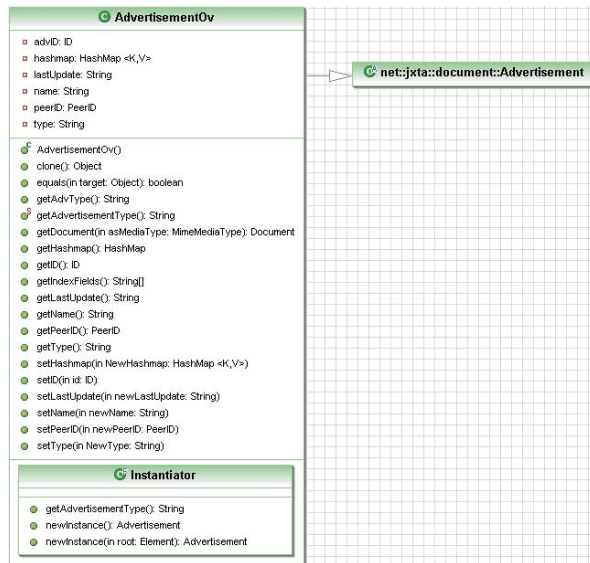 AdvertisementOv
advID: ID
hashmap: HashMap <K,V>
lastUpdate: String
name: String
peerID: PeerID
type: String
net::jxta::document::Advertisement
AdvertisementOv()
clone(): Object
equals(in target: Object): boolean
getAdvType(): String
getAdvertisementType(): String
getDocument(in asMediaType: MimeMediaType): Document
getHashmap(): HashMap
getID(): ID
getIndexFields(): String[]
getLastUpdate(): String
getName(): String
getPeerID(): PeerID
getType(): String
setHashmap(in NewHashmap: HashMap <K,V>)
setID(in id: ID)
setLastUpdate(in newLastUpdate: String)
setName(in newName: String)
setPeerID(in newPeerID: PeerID)
setType(in NewType: String)
Instantiator
getAdvertisementType(): String
newInstance(): Advertisement
newInstance(in root: Element): Advertisement